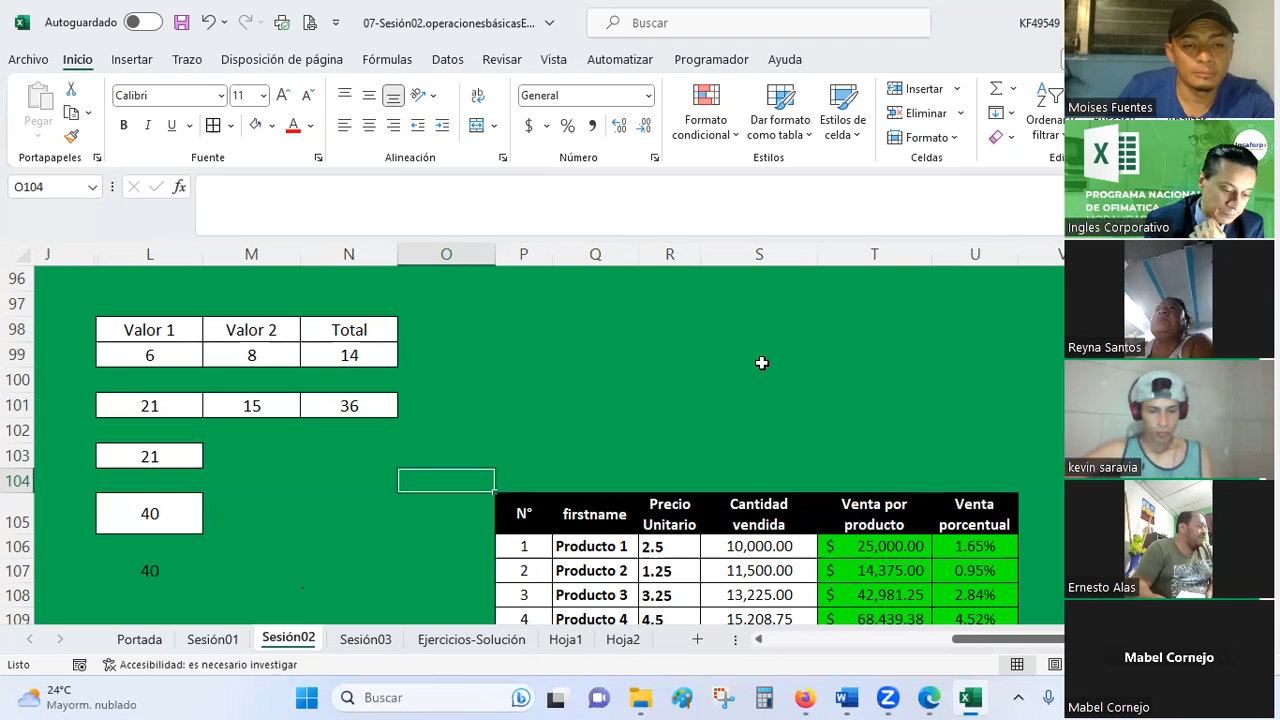 Autoguardado
07-Sesión02.operacionesbásicasE...
Buscar
KF49549
Archivo Inicio Insertar Trazo Disposición de página Fórmulas Datos Revisar Vista Automatizar Programador Ayuda
Pegar
Portapapeles
Calibri 11
N K S
Fuente
Alineación
General
$ % 000
Número
Formato condicional
Dar formato como tabla
Estilos de celda
Estilos
Insertar
Eliminar
Formato
Celdas
Ordenar
filtrar
O104
fx
J L M N O P Q R S T U
96
97
98 Valor 1 Valor 2 Total
99 6 8 14
100
101 21 15 36
102
103 21
104
105 40
N° firstname Precio Unitario Cantidad vendida Venta por producto Venta porcentual
106 1 Producto 1 2.5 10,000.00 $ 25,000.00 1.65%
107 40 2 Producto 2 1.25 11,500.00 $ 14,375.00 0.95%
108 3 Producto 3 3.25 13,225.00 $ 42,981.25 2.84%
109 4 Producto 4 4.5 15,208.75 $ 68,439.38 4.52%
Portada Sesión01 Sesión02 Sesión03 Ejercicios-Solución Hoja1 Hoja2
Listo
Accesibilidad: es necesario investigar
24°C
Mayorm. nublado
Buscar
Moises Fuentes
PROGRAMA NACIONAL
DE OFIMATICA
Ingles Corporativo
Reyna Santos
kevin saravia
Ernesto Alas
Mabel Cornejo
Mabel Cornejo